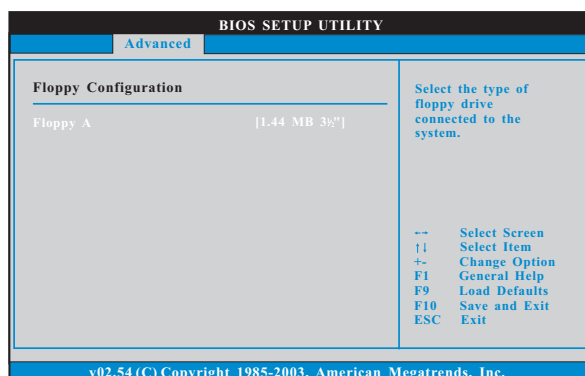 BIOS SETUP UTILITY
Advanced
Floppy Configuration
Floppy A [1.44 MB 3½"]
Select the type of
floppy drive
connected to the
system.
←→ Select Screen
↑↓ Select Item
+- Change Option
F1 General Help
F9 Load Defaults
F10 Save and Exit
ESC Exit
v02.54 (C) Copyright 1985-2003, American Megatrends, Inc.